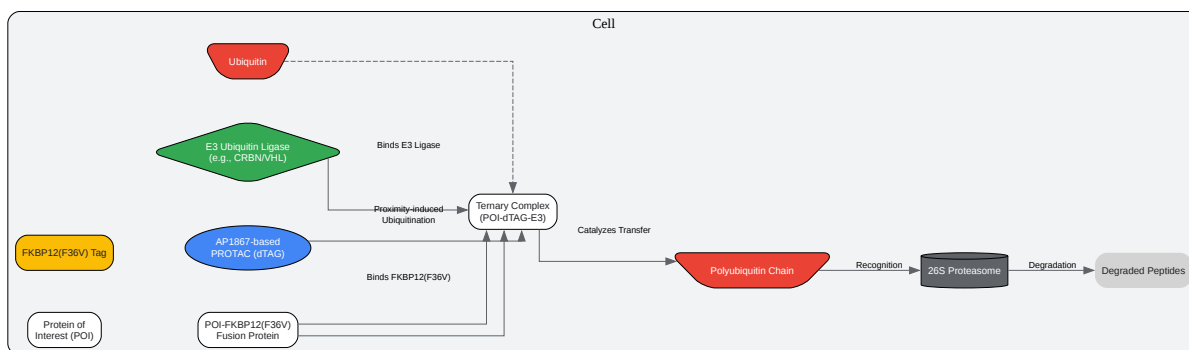 Cell
Ubiquitin
E3 Ubiquitin Ligase
(e.g., CRBN/VHL)
Binds E3 Ligase
Proximity-induced
Ubiquitination
Ternary Complex
(POI-dTAG-E3)
Catalyzes Transfer
FKBP12(F36V) Tag
AP1867-based
PROTAC (dTAG)
Binds FKBP12(F36V)
Polyubiquitin Chain
Recognition
26S Proteasome
Degradation
Degraded Peptides
Protein of
Interest (POI)
POI-FKBP12(F36V)
Fusion Protein